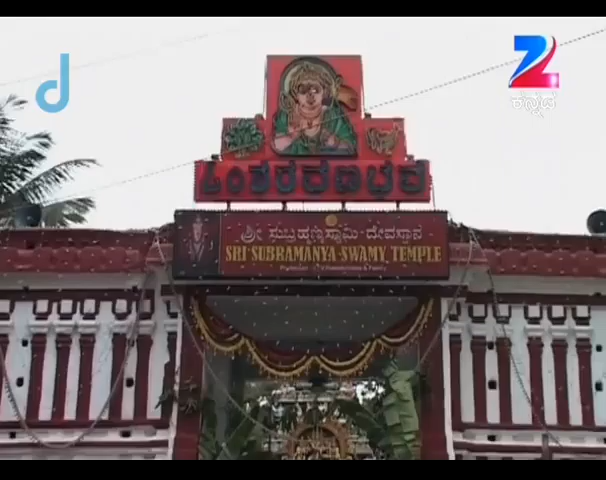 Z
ಕನ್ನಡ
ಓಂಶರವಣಭವ
ಶ್ರೀ ಸುಬ್ರಹ್ಮಣ್ಯಸ್ವಾಮಿ-ದೇವಸ್ಥಾನ
SRI-SUBRAMANYA-SWAMY, TEMPLE